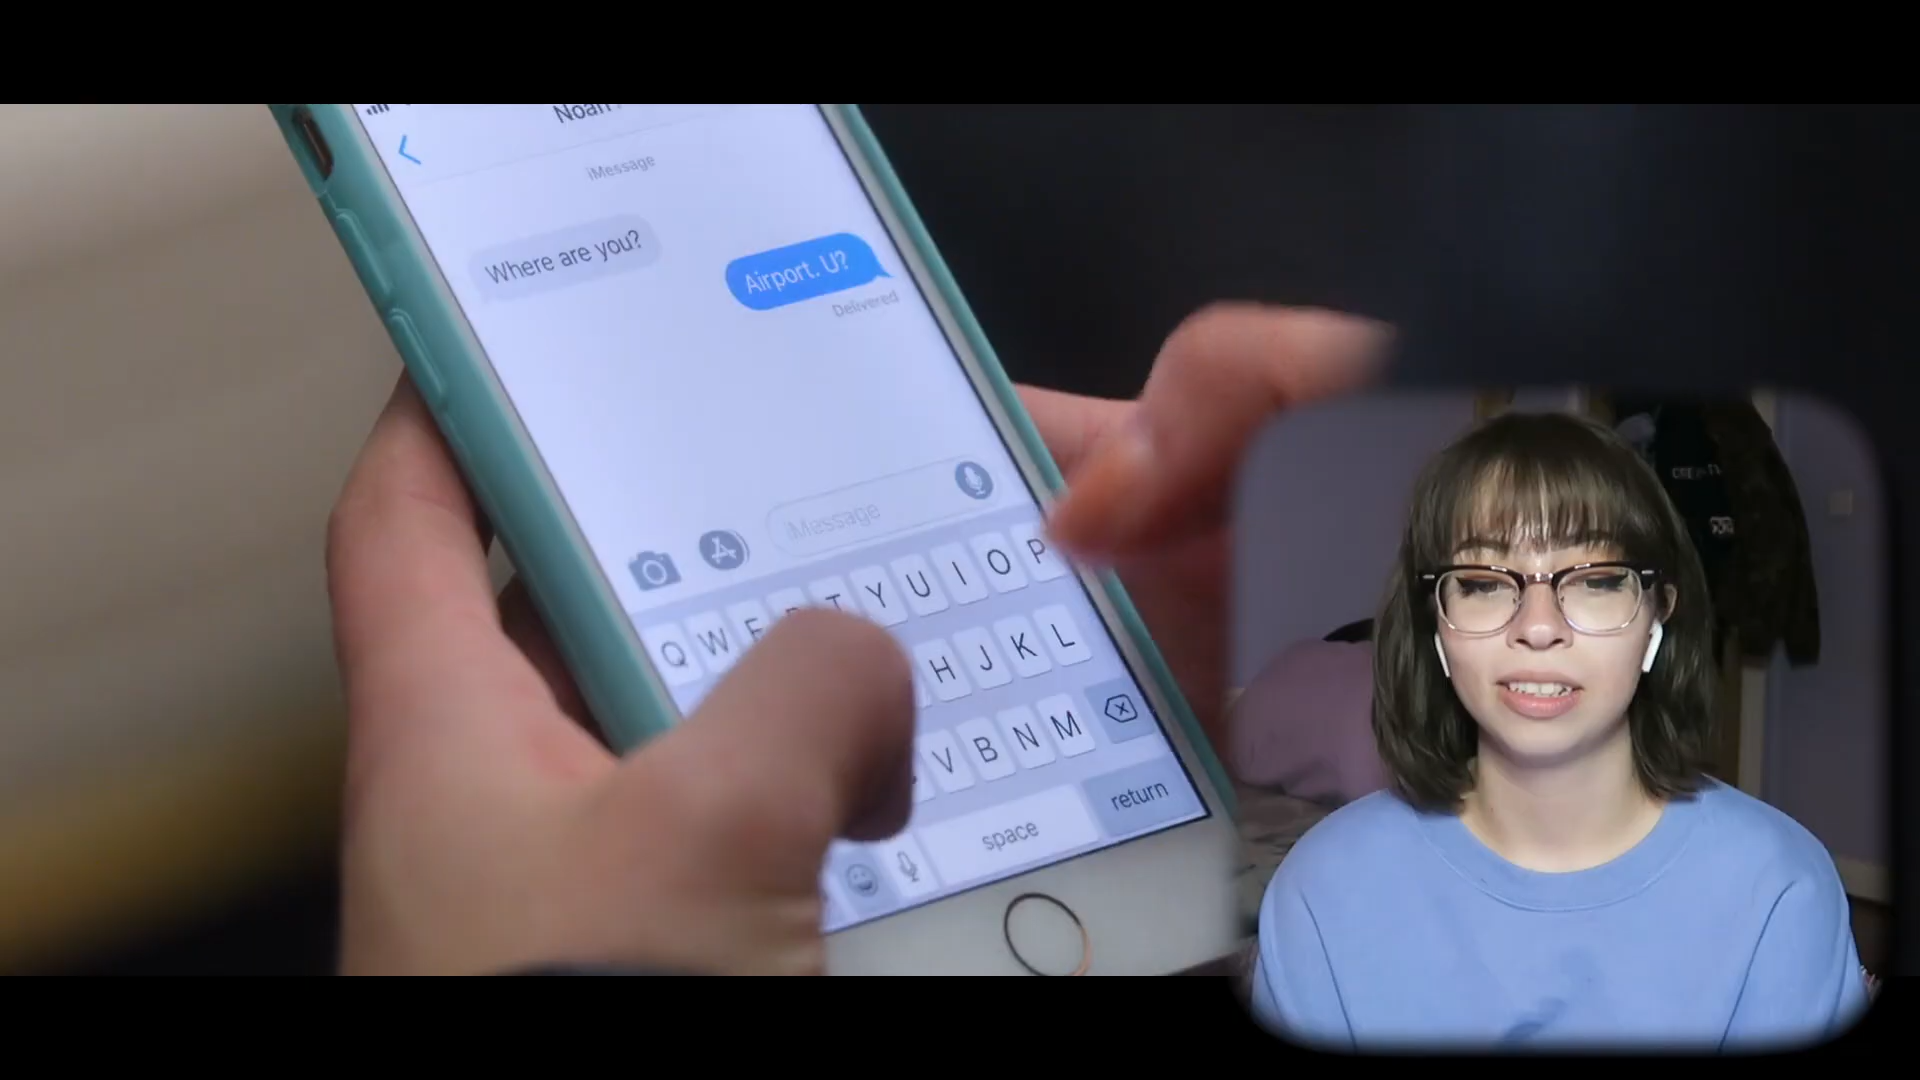 Noah
iMessage
Where are you?
Airport. U?
Delivered
iMessage
Q W E T Y U I O P
H J K L
V B N M
space return